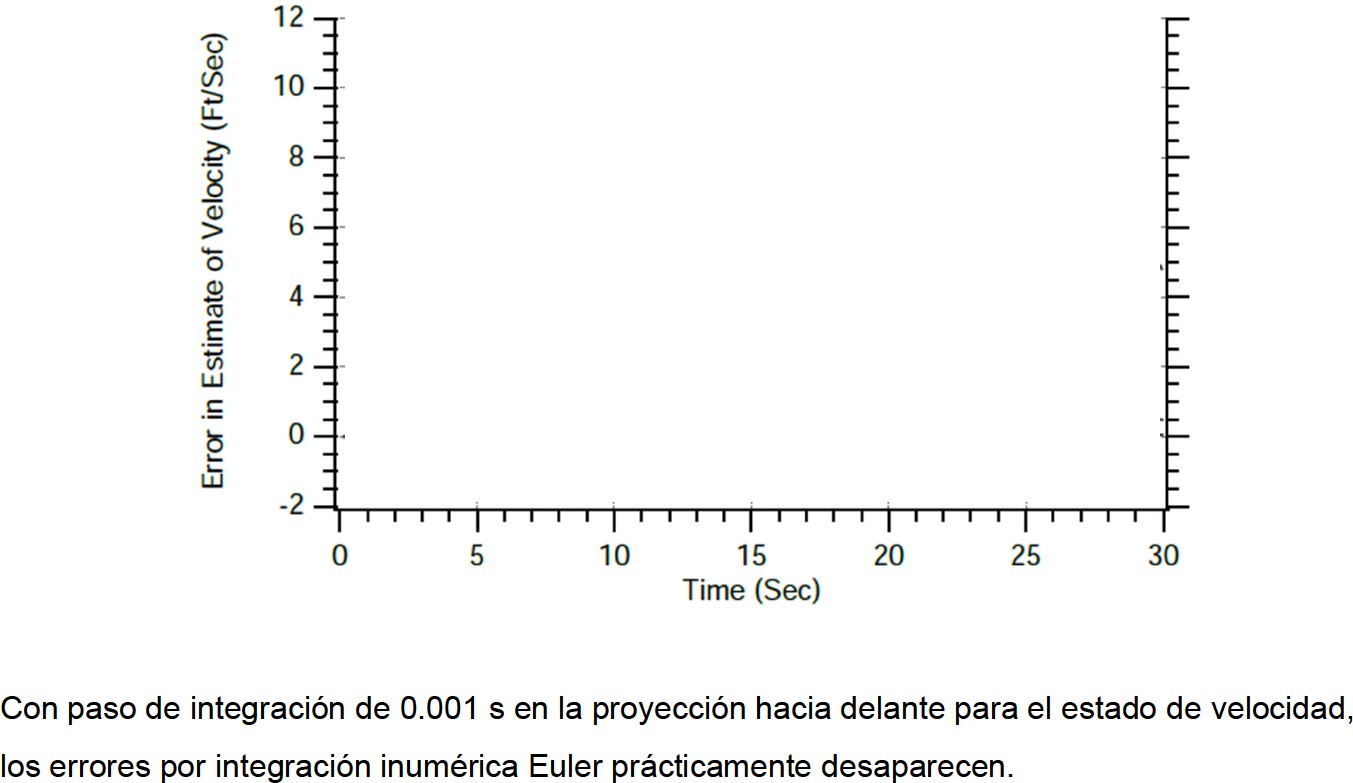 12
10
8
6
4
2
0
-2
Error in Estimate of Velocity (Ft/Sec)
0 5 10 15 20 25 30
Time (Sec)
Con paso de integración de 0.001 s en la proyección hacia delante para el estado de velocidad,
los errores por integración inumérica Euler prácticamente desaparecen.